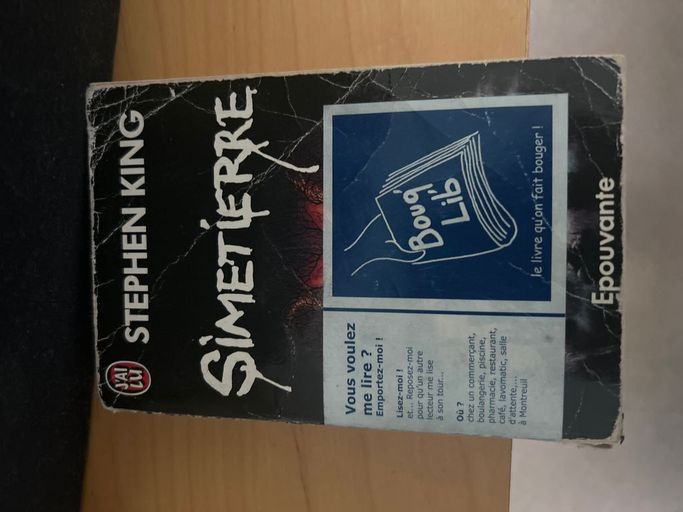 J'AI
LU
STEPHEN KING
SIMETIERRE
Vous voulez
me lire ?
Emportez-moi !
Lisez-moi !
et... Reposez-moi
pour qu'un autre
lecteur me lise
à son tour...
Où ?
chez un commerçant,
boulangerie, piscine,
pharmacie, restaurant,
café, lavomatic, salle
d'attente,...
à Montreuil
Bouq'
Lib'
le livre qu'on fait bouger !
Epouvante